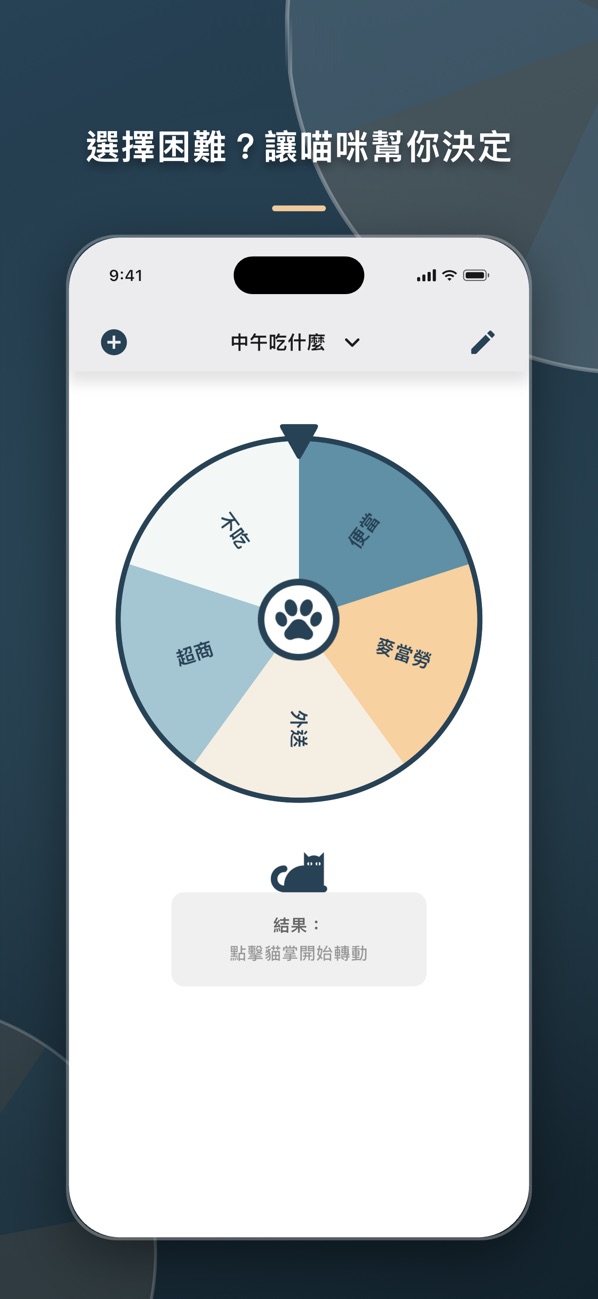 選擇困難？讓喵咪幫你決定
9:41
中午吃什麼
不吃
便當
超商
麥當勞
外送
結果：
點擊貓掌開始轉動